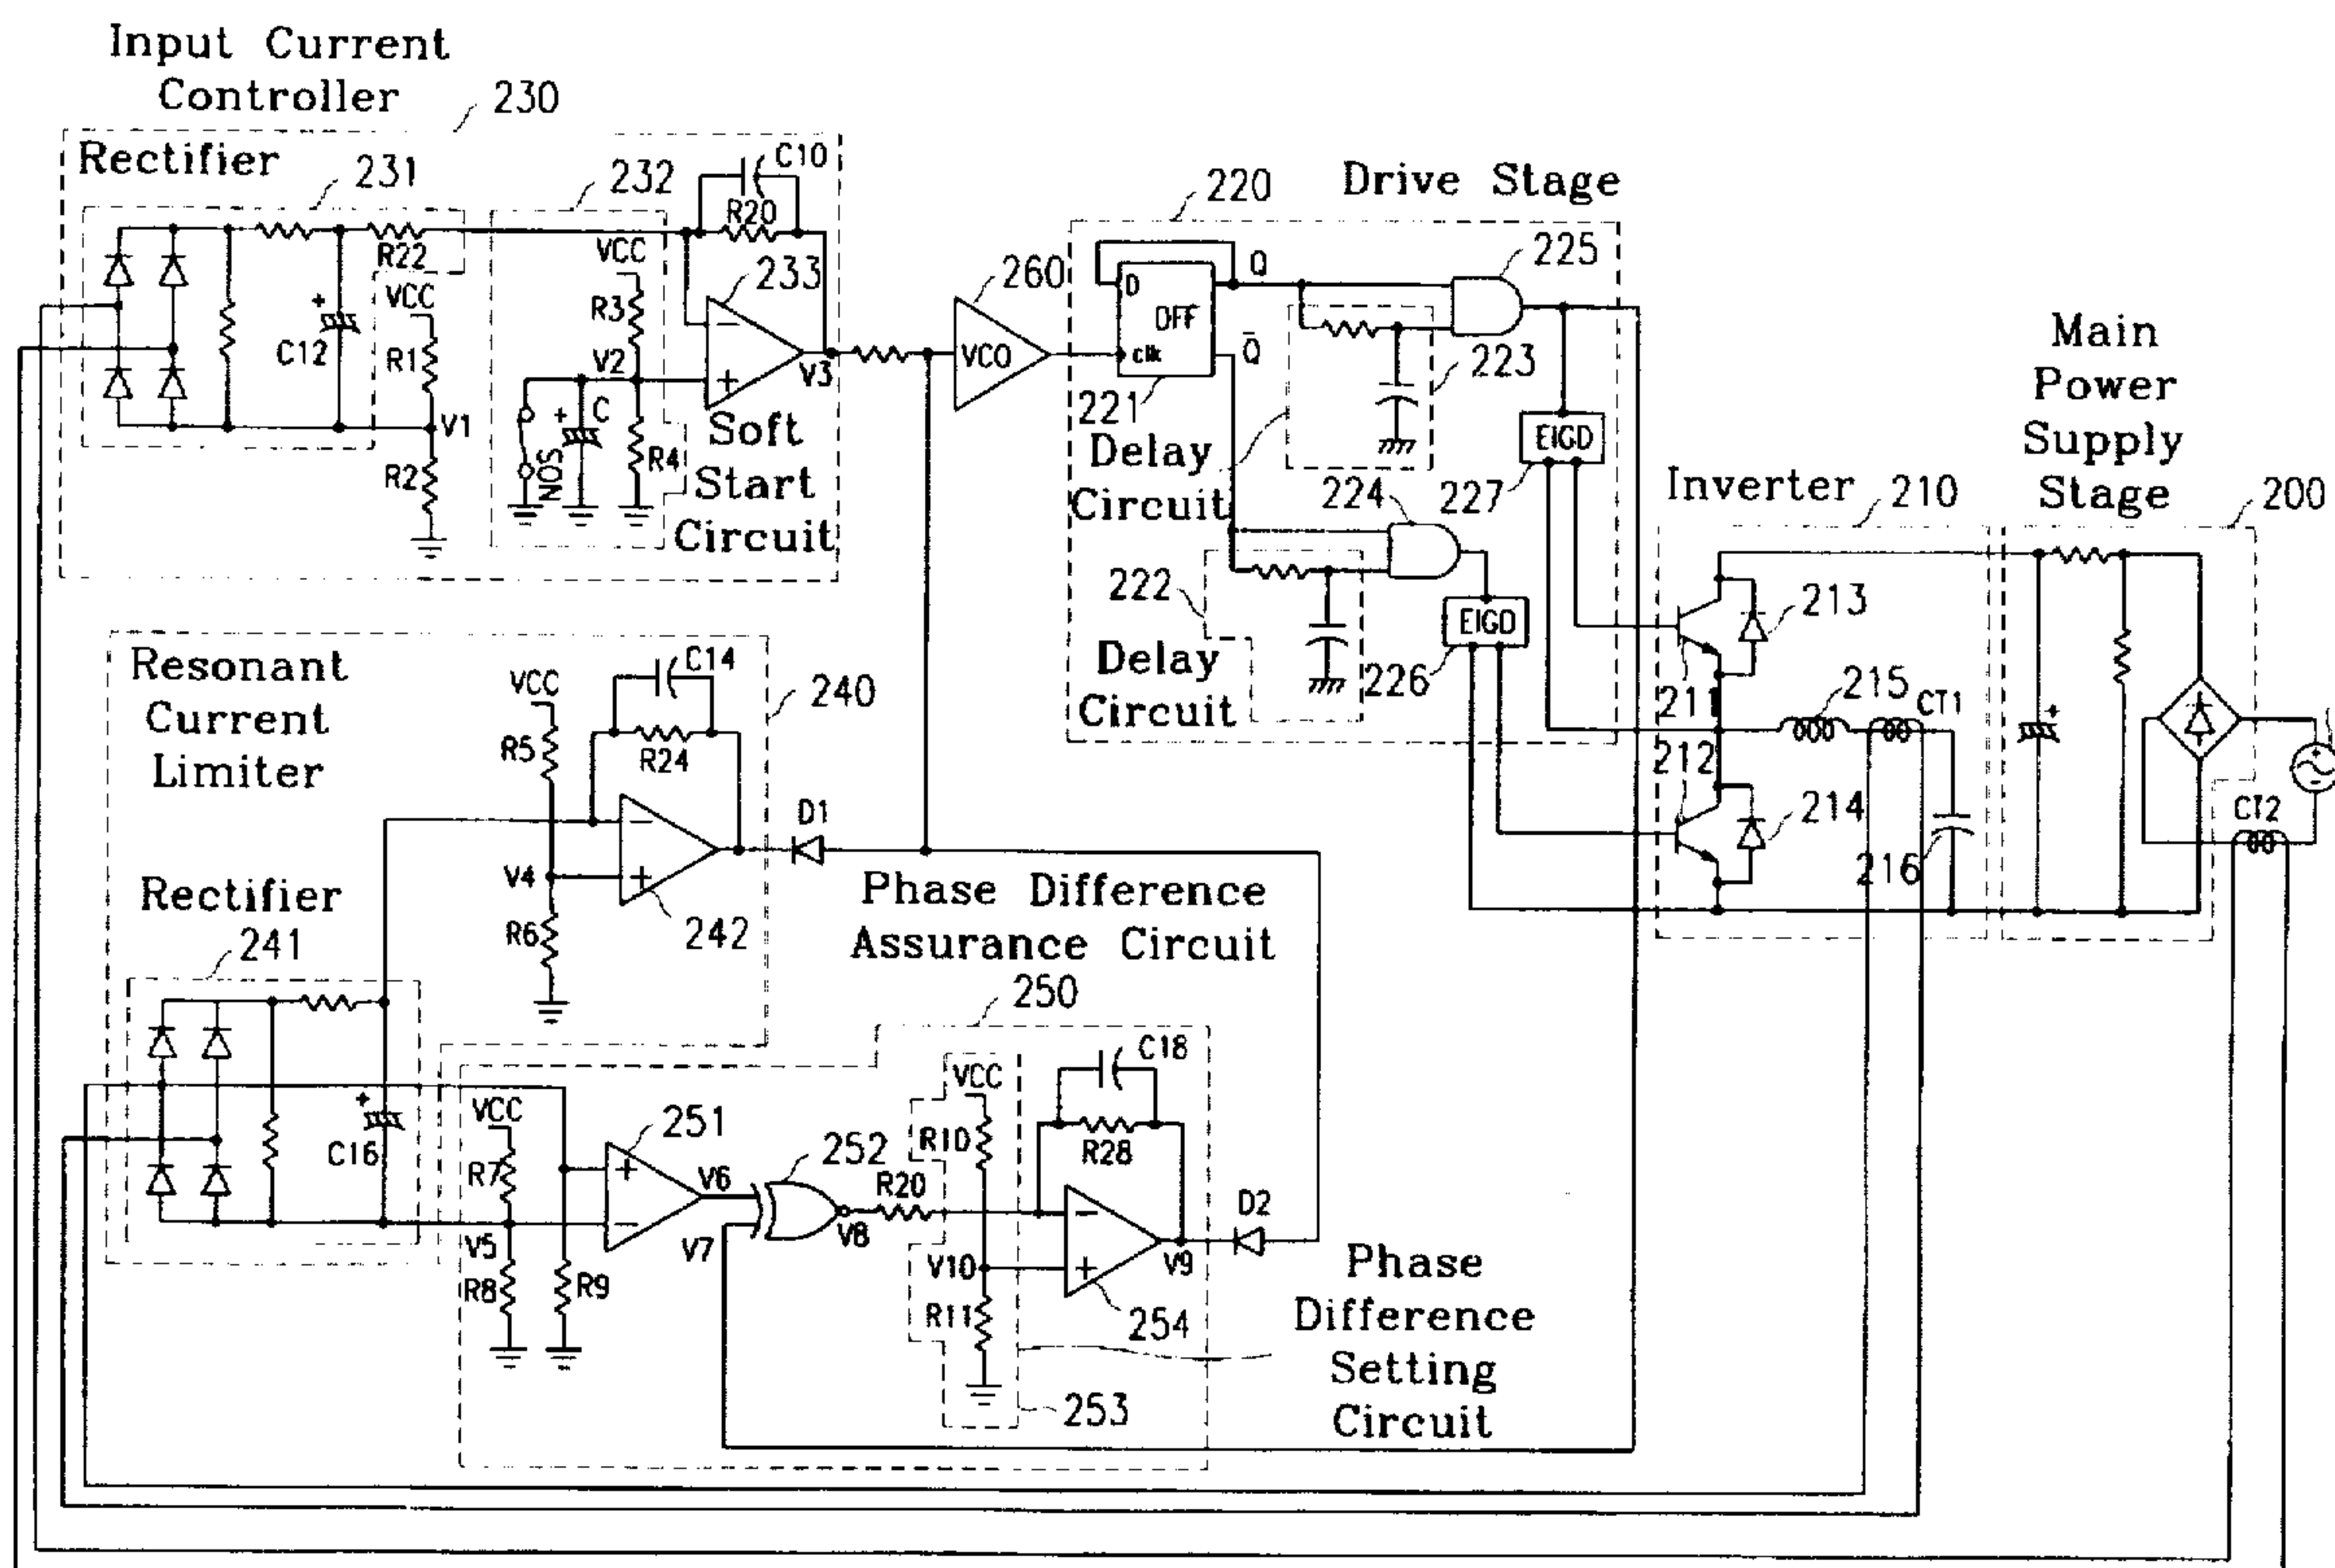 Input Current
Controller
230
Rectifier
231
232
C10
R20
R22
VCC
VCC
R3
233
+
C12
R1
V2
V3
V1
+
C
NOS
R4
R2
Soft
Start
Circuit
260
VCO
220
Drive Stage
D
Q
DFF
clk
Q̄
221
225
223
Delay
Circuit
EIGD
227
224
222
EIGD
226
Delay
Circuit
Main
Power
Supply
Stage
200
Inverter
210
213
211
215
CT1
212
214
216
+
CT2
Resonant
Current
Limiter
240
C14
VCC
R24
R5
D1
V4
R6
242
Rectifier
241
+
C16
Phase Difference
Assurance Circuit
250
C18
VCC
VCC
251
R10
R28
252
R7
V6
R20
D2
V5
V7
V8
V10
V9
R8
R9
R11
254
253
Phase
Difference
Setting
Circuit